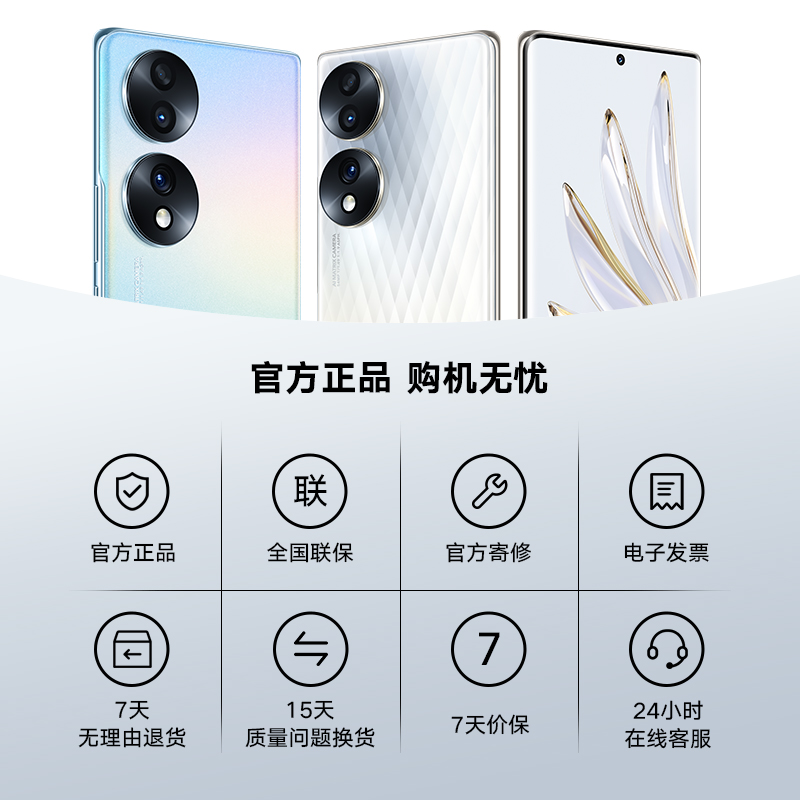 官方正品 购机无忧
官方正品
联
全国联保
官方寄修
电子发票
7天
无理由退货
15天
质量问题换货
7
7天价保
24小时
在线客服